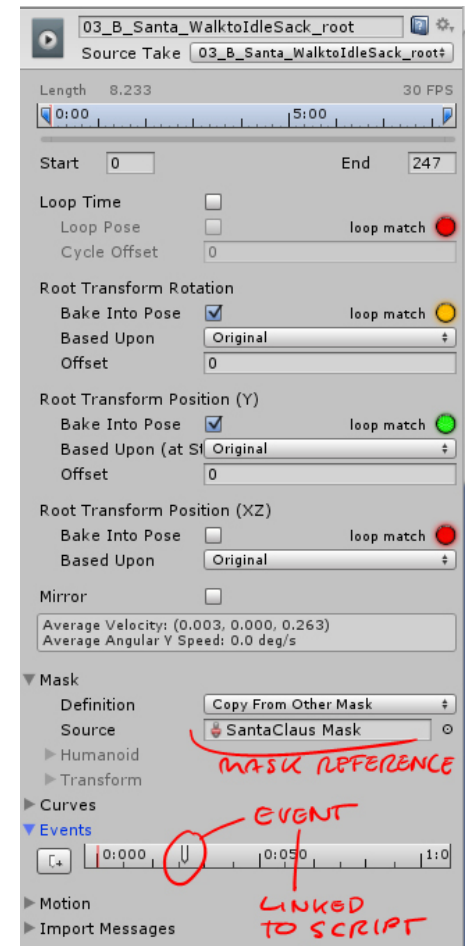 03_B_Santa_WalktoIdleSack_root
Source Take 03_B_Santa_WalktoIdleSack_root
Length 8.233 30 FPS
0:00 5:00
Start 0 End 247
Loop Time
Loop Pose loop match
Cycle Offset 0
Root Transform Rotation
Bake Into Pose loop match
Based Upon Original
Offset 0
Root Transform Position (Y)
Bake Into Pose loop match
Based Upon (at St Original
Offset 0
Root Transform Position (XZ)
Bake Into Pose loop match
Based Upon Original
Mirror
Average Velocity: (0.003, 0.000, 0.263)
Average Angular Y Speed: 0.0 deg/s
Mask
Definition Copy From Other Mask
Source SantaClaus Mask
Humanoid
MASK REFERENCE
Transform
Curves
EVENT
Events
0:000 0:050 1:0
Motion
LINKED
Import Messages
TO SCRIPT